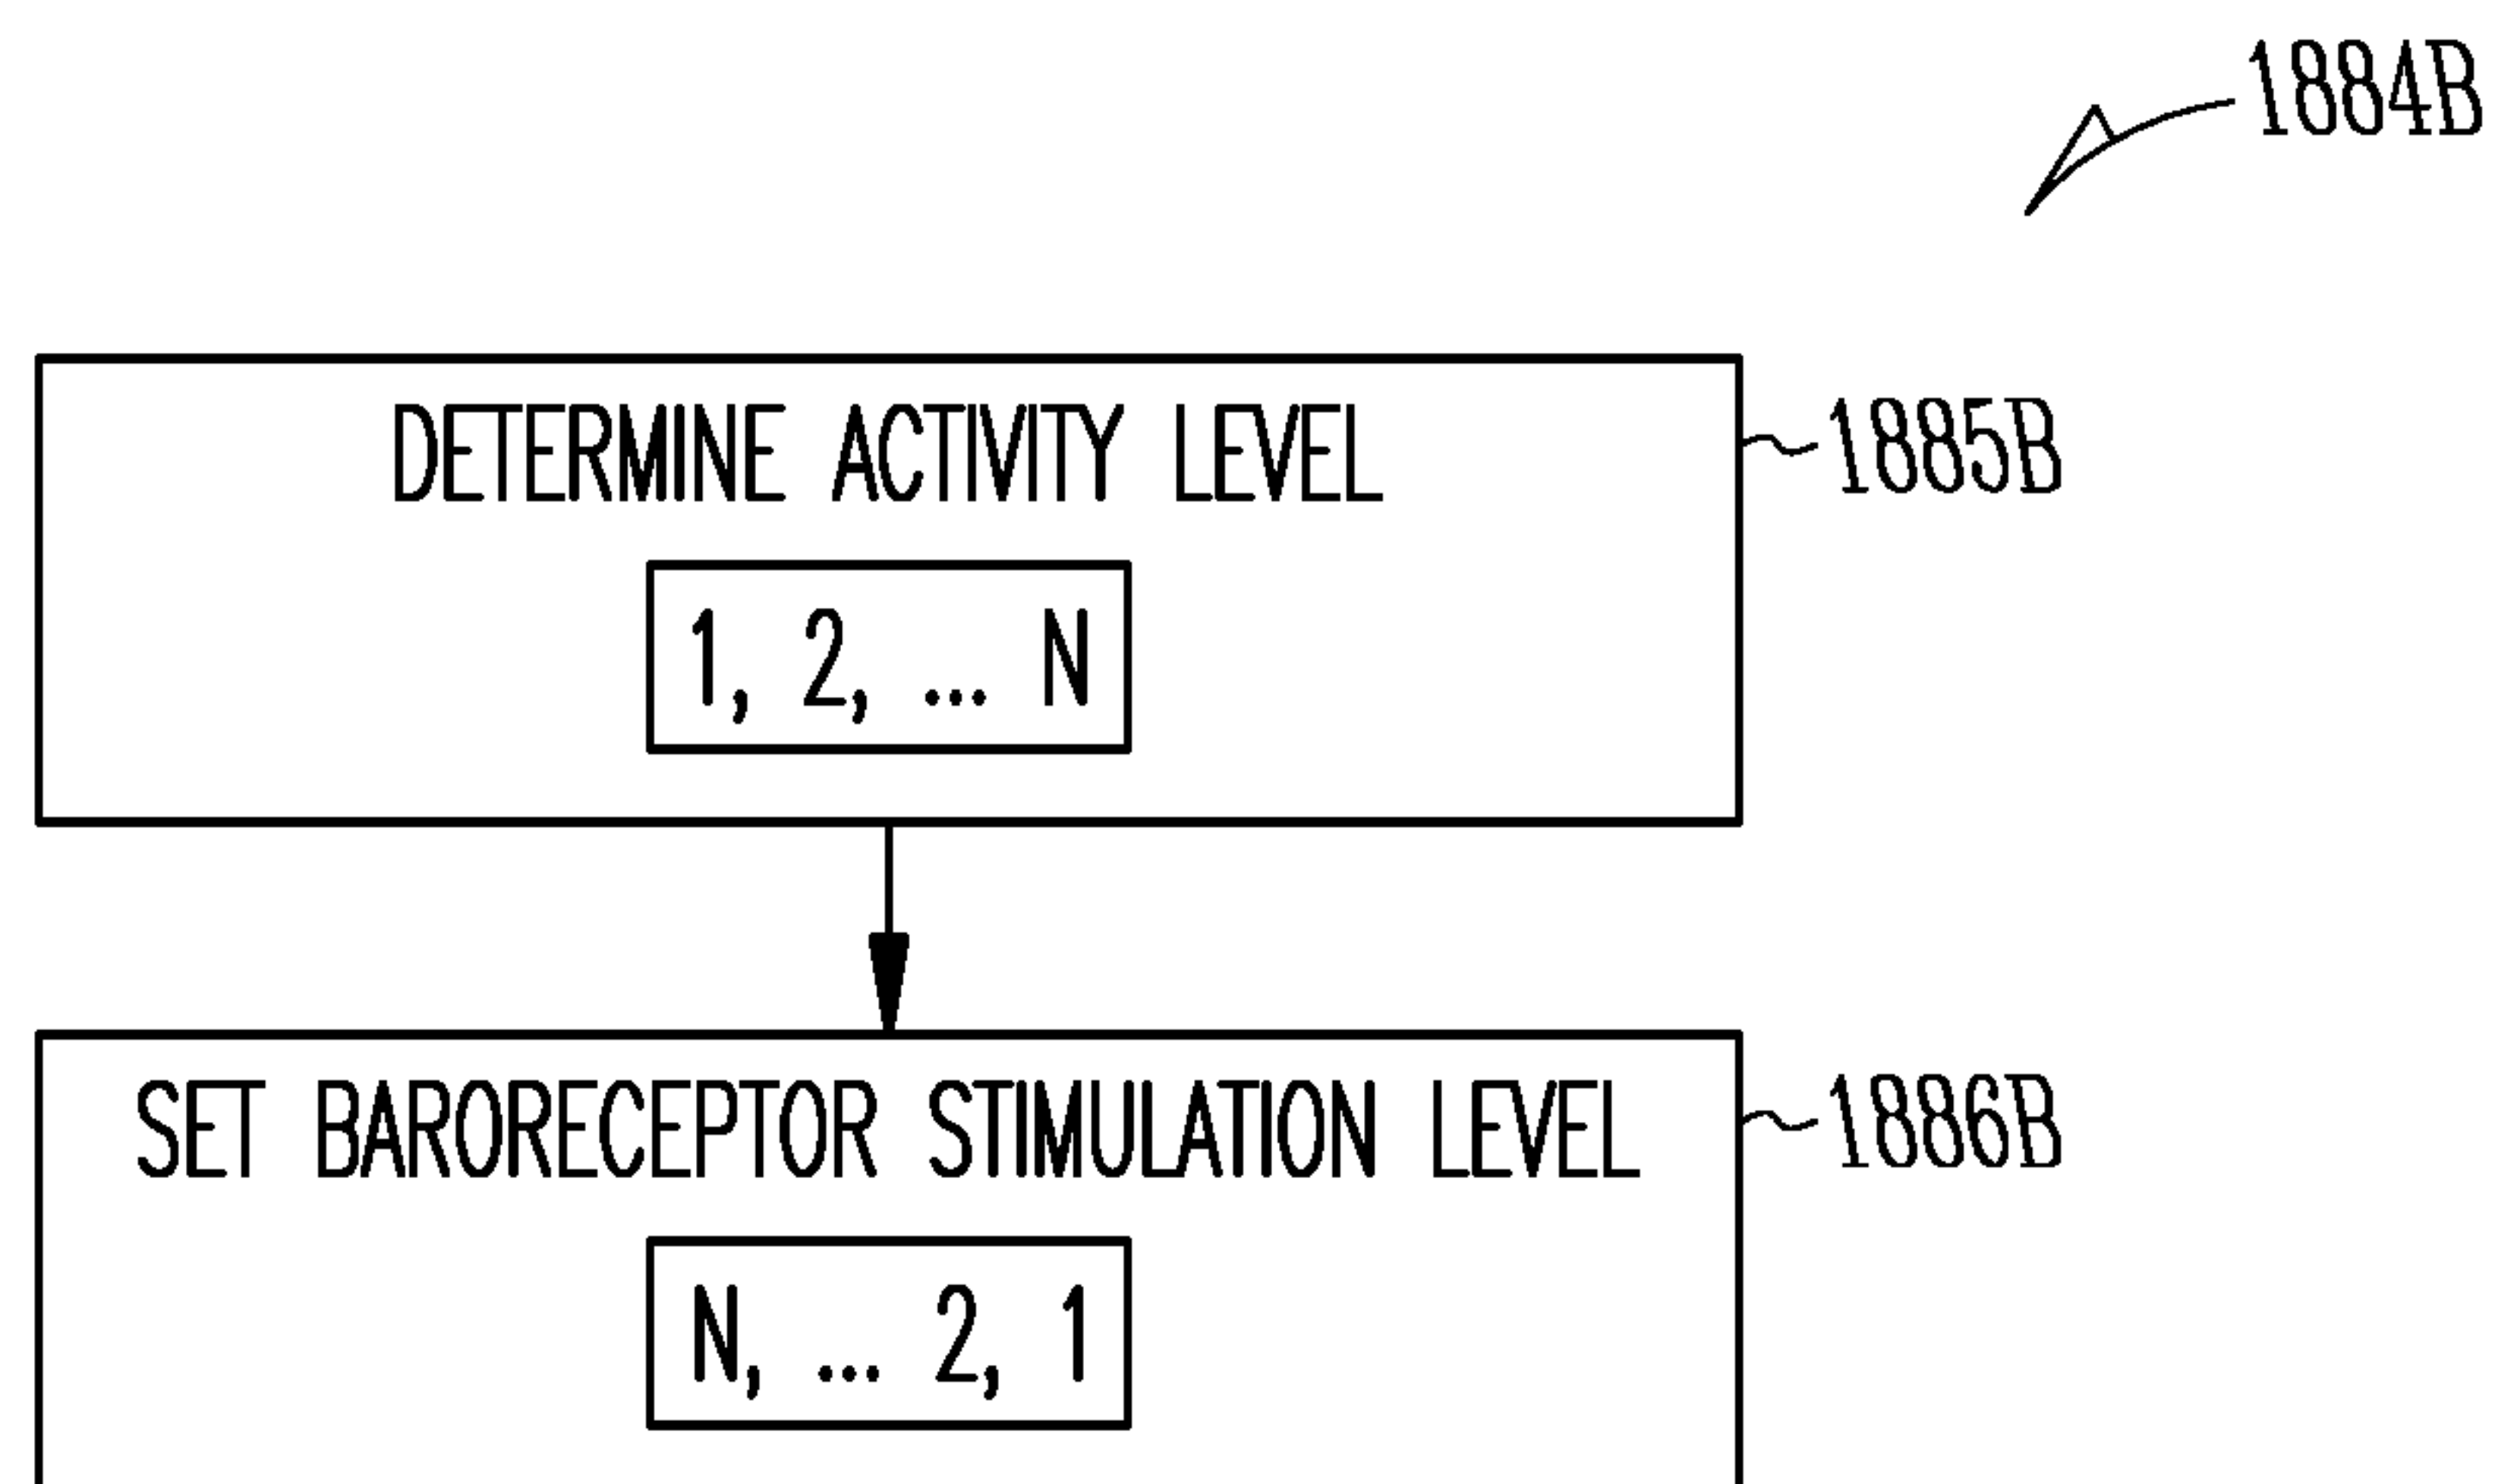 1884B
DETERMINE ACTIVITY LEVEL
1885B
1, 2, ... N
SET BARORECEPTOR STIMULATION LEVEL
1886B
N, ... 2, 1